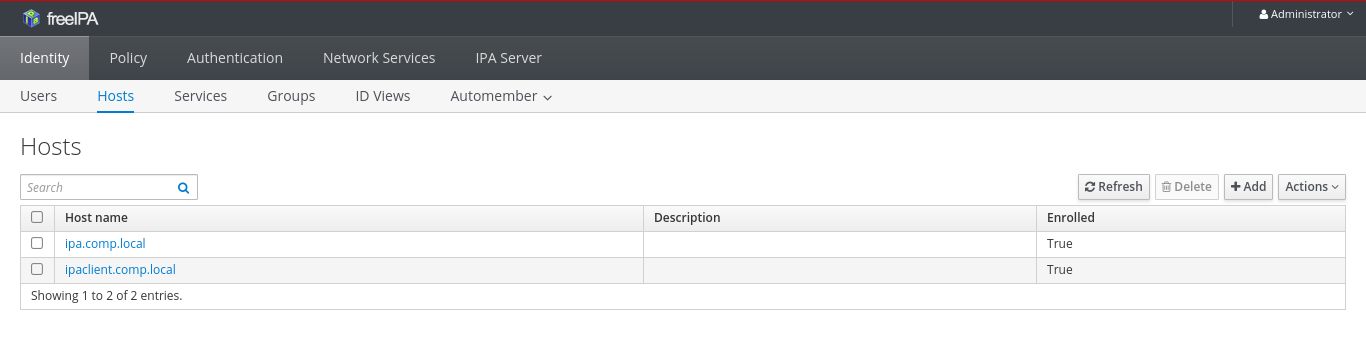 freeIPA Administrator
Identity Policy Authentication Network Services IPA Server
Users Hosts Services Groups ID Views Automember
Hosts
Search Refresh Delete Add Actions
Host name Description Enrolled
ipa.comp.local True
ipaclient.comp.local True
Showing 1 to 2 of 2 entries.